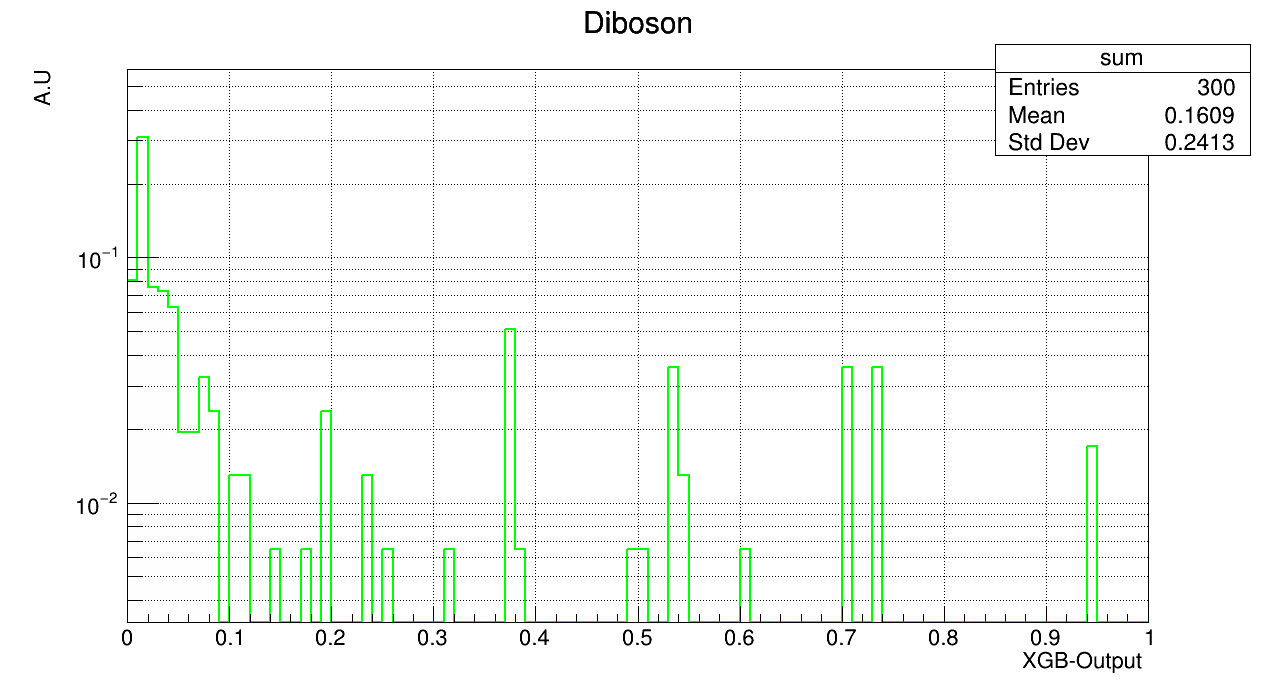 Diboson
A.U
sum
Entries 300
Mean 0.1609
Std Dev 0.2413
10⁻¹
10⁻²
0 0.1 0.2 0.3 0.4 0.5 0.6 0.7 0.8 0.9 1
XGB-Output